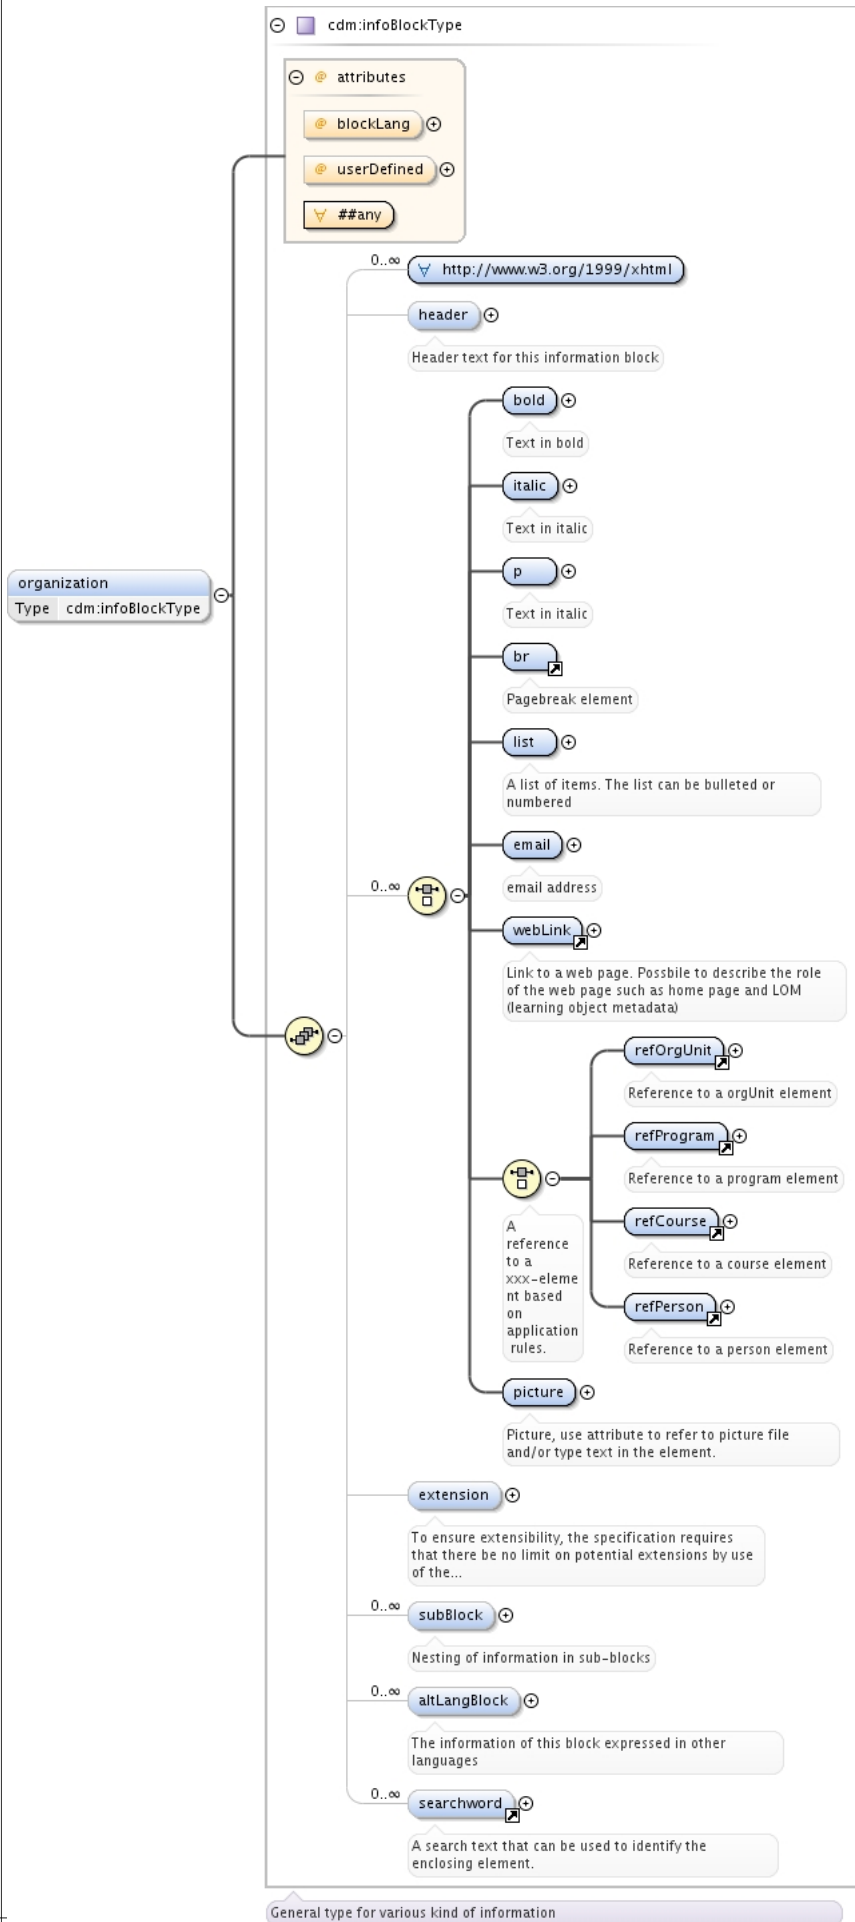 cdm:infoBlockType
@ attributes
@ blockLang
@ userDefined
∀ ##any
0..∞
∀ http://www.w3.org/1999/xhtml
header
Header text for this information block
bold
Text in bold
italic
Text in italic
p
Text in italic
organization
Type cdm:infoBlockType
br
Pagebreak element
list
A list of items. The list can be bulleted or
numbered
email
email address
0..∞
webLink
Link to a web page. Possbile to describe the role
of the web page such as home page and LOM
(learning object metadata)
refOrgUnit
Reference to a orgUnit element
refProgram
Reference to a program element
A
reference
to a
xxx-eleme
nt based
on
application
rules.
refCourse
Reference to a course element
refPerson
Reference to a person element
picture
Picture, use attribute to refer to picture file
and/or type text in the element.
extension
To ensure extensibility, the specification requires
that there be no limit on potential extensions by use
of the...
0..∞
subBlock
Nesting of information in sub-blocks
0..∞
altLangBlock
The information of this block expressed in other
languages
0..∞
searchword
A search text that can be used to identify the
enclosing element.
General type for various kind of information